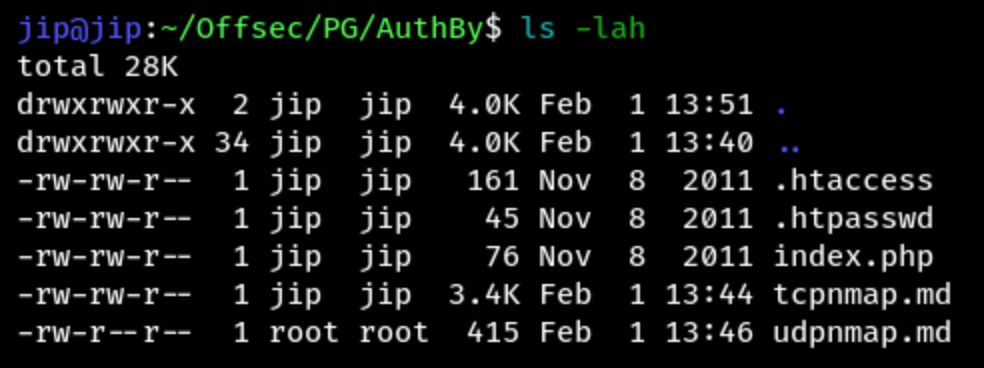 jip@jip:~/Offsec/PG/AuthBy$ ls -lah
total 28K
drwxrwxr-x  2 jip  jip  4.0K Feb  1 13:51 .
drwxrwxr-x 34 jip  jip  4.0K Feb  1 13:40 ..
-rw-rw-r--  1 jip  jip   161 Nov  8  2011 .htaccess
-rw-rw-r--  1 jip  jip    45 Nov  8  2011 .htpasswd
-rw-rw-r--  1 jip  jip    76 Nov  8  2011 index.php
-rw-rw-r--  1 jip  jip  3.4K Feb  1 13:44 tcpnmap.md
-rw-r--r--  1 root root  415 Feb  1 13:46 udpnmap.md